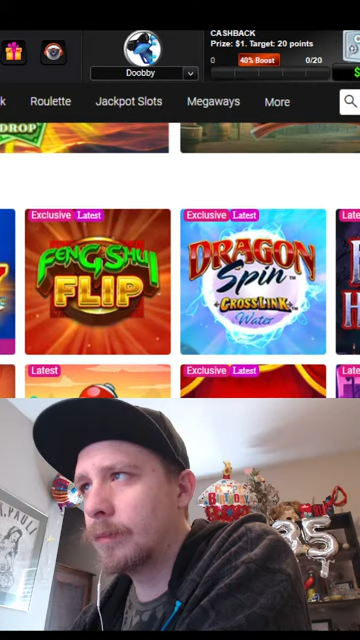 CASHBACK
Prize: $1. Target: 20 points
0 40% Boost 0/20
Doobby
Roulette Jackpot Slots Megaways More
DROP
Exclusive Latest
Exclusive Latest
FENG SHUI
FLIP
DRAGON
Spin
CROSSLINK
Water
Latest
Exclusive Latest
BIRTHDAY
35